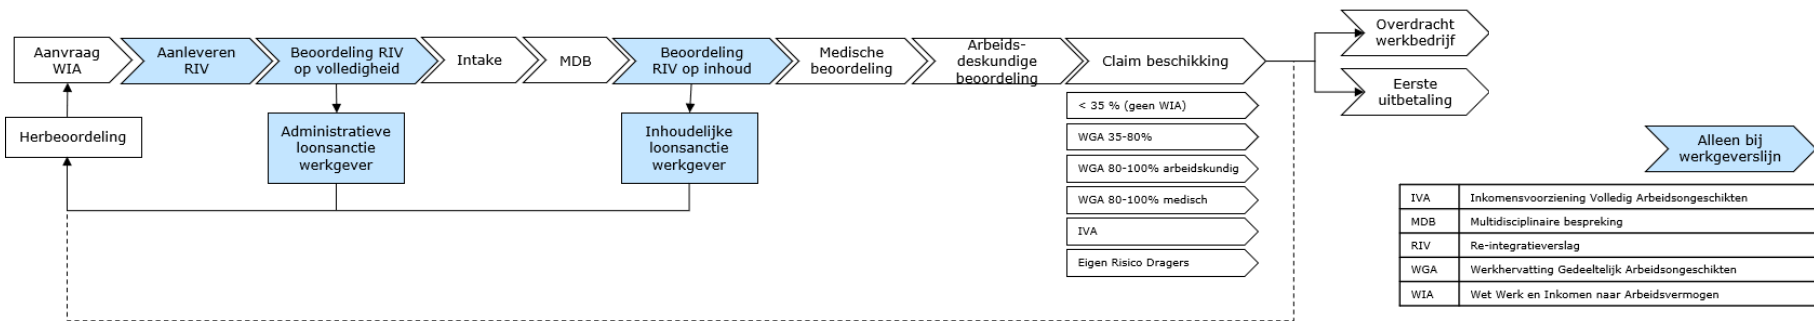 Aanvraag
WIA
Aanleveren
RIV
Beoordeling RIV
op volledigheid
Intake
MDB
Beoordeling
RIV op inhoud
Medische
beoordeling
Arbeids-
deskundige
beoordeling
Claim beschikking
Overdracht
werkbedrijf
Eerste
uitbetaling
Herbeoordeling
Administratieve
loonsanctie
werkgever
Inhoudelijke
loonsanctie
werkgever
< 35 % (geen WIA)
WGA 35-80%
WGA 80-100% arbeidskundig
WGA 80-100% medisch
IVA
Eigen Risico Dragers
Alleen bij
werkgeverslijn
IVA Inkomensvoorziening Volledig Arbeidsongeschikten
MDB Multidisciplinaire bespreking
RIV Re-integratieverslag
WGA Werkhervatting Gedeeltelijk Arbeidsongeschikten
WIA Wet Werk en Inkomen naar Arbeidsvermogen